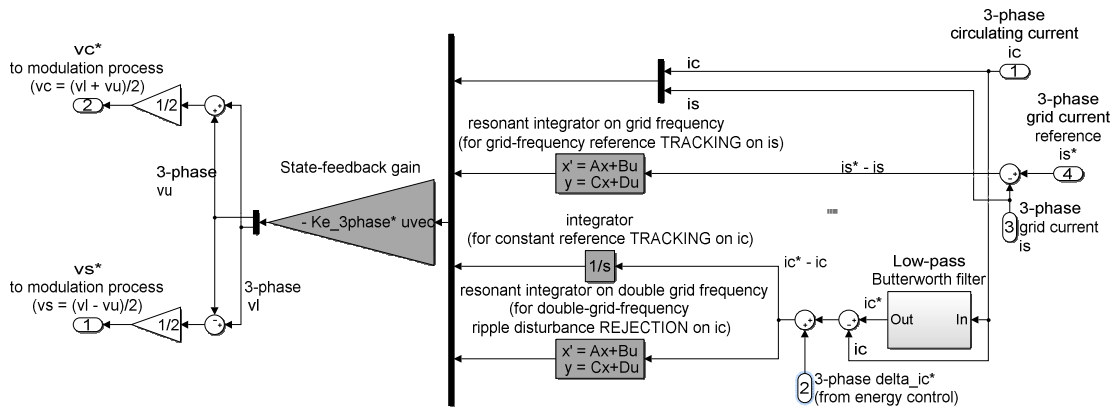 3-phase
circulating current
ic
1
vc*
to modulation process
(vc = (vl + vu)/2)
2
1/2
ic
is
3-phase
grid current
reference
is*
4
resonant integrator on grid frequency
(for grid-frequency reference TRACKING on is)
x' = Ax+Bu
y = Cx+Du
is* - is
3-phase
vu
State-feedback gain
- Ke_3phase* uvec
3
3-phase
grid current
is
integrator
(for constant reference TRACKING on ic)
1/s
ic* - ic
Low-pass
Butterworth filter
vs*
to modulation process
(vs = (vl - vu)/2)
1
1/2
3-phase
vl
resonant integrator on double grid frequency
(for double-grid-frequency
ripple disturbance REJECTION on ic)
ic*
Out
In
ic
x' = Ax+Bu
y = Cx+Du
2
3-phase delta_ic*
(from energy control)